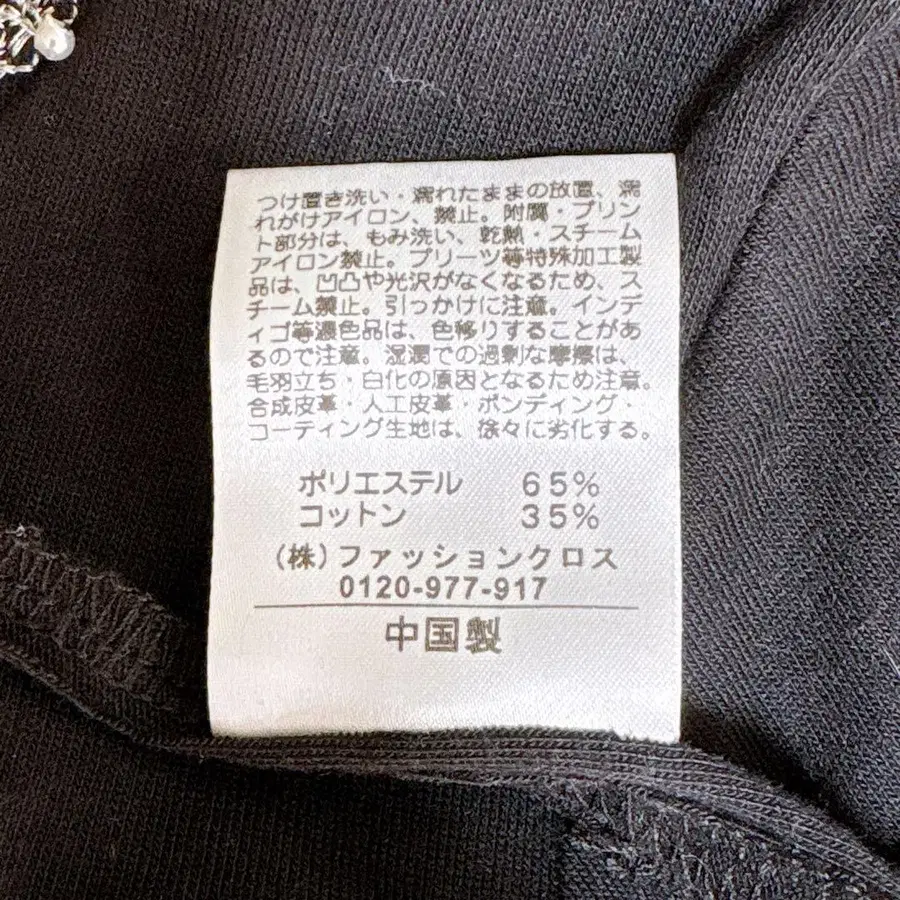 つけ置き洗い・濡れたままの放置、濡
れがけアイロン、禁止。附属・プリン
ト部分は、もみ洗い、乾熱・スチーム
アイロン禁止。プリーツ等特殊加工製
品は、凹凸や光沢がなくなるため、ス
チーム禁止。引っかけに注意。インデ
ィゴ等濃色品は、色移りすることがあ
るので注意。湿潤での過剰な摩擦は、
毛羽立ち・白化の原因となるため注意。
合成皮革・人工皮革・ボンディング・
コーティング生地は、徐々に劣化する。
ポリエステル 65%
コットン 35%
(株)ファッションクロス
0120-977-917
中国製